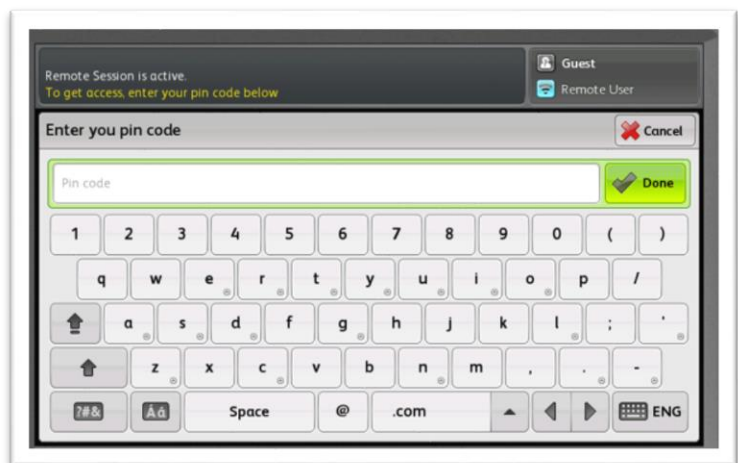 Remote Session is active.
To get access, enter your pin code below
Guest
Remote User
Enter you pin code
Cancel
Pin code
Done
1 2 3 4 5 6 7 8 9 0 ( )
q w e r t y u i o p /
a s d f g h j k l ; '
z x c v b n m , . -
?#& Áá Space @ .com ENG